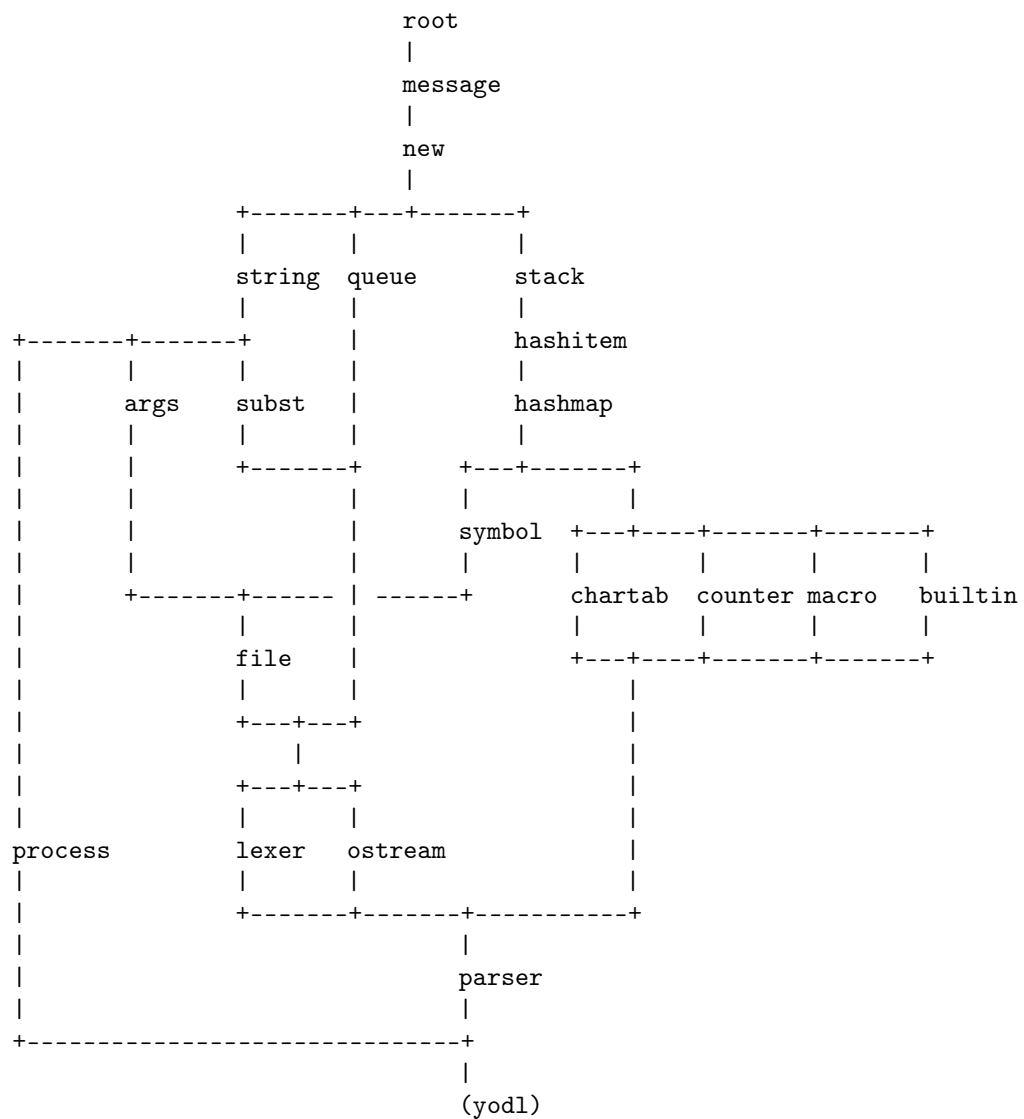 root
|
message
|
new
|
+-------+---+-------+
| | |
string queue stack
| | |
+-------+-------+ | hashitem
| | | | |
| args subst | hashmap
| | | | |
| | +-------+ +---+-------+
| | | | |
| | | symbol +---+----+-------+-------+
| | | | | | | |
| +-------+------ | ------+ chartab counter macro builtin
| | | | | | |
| file | +---+----+-------+-------+
| | | |
| +---+---+ |
| | |
| +---+---+ |
| | | |
process lexer ostream |
| | | |
| +-------+-------+-----------+
| |
| parser
| |
+-------------------------------+
|
(yodl)